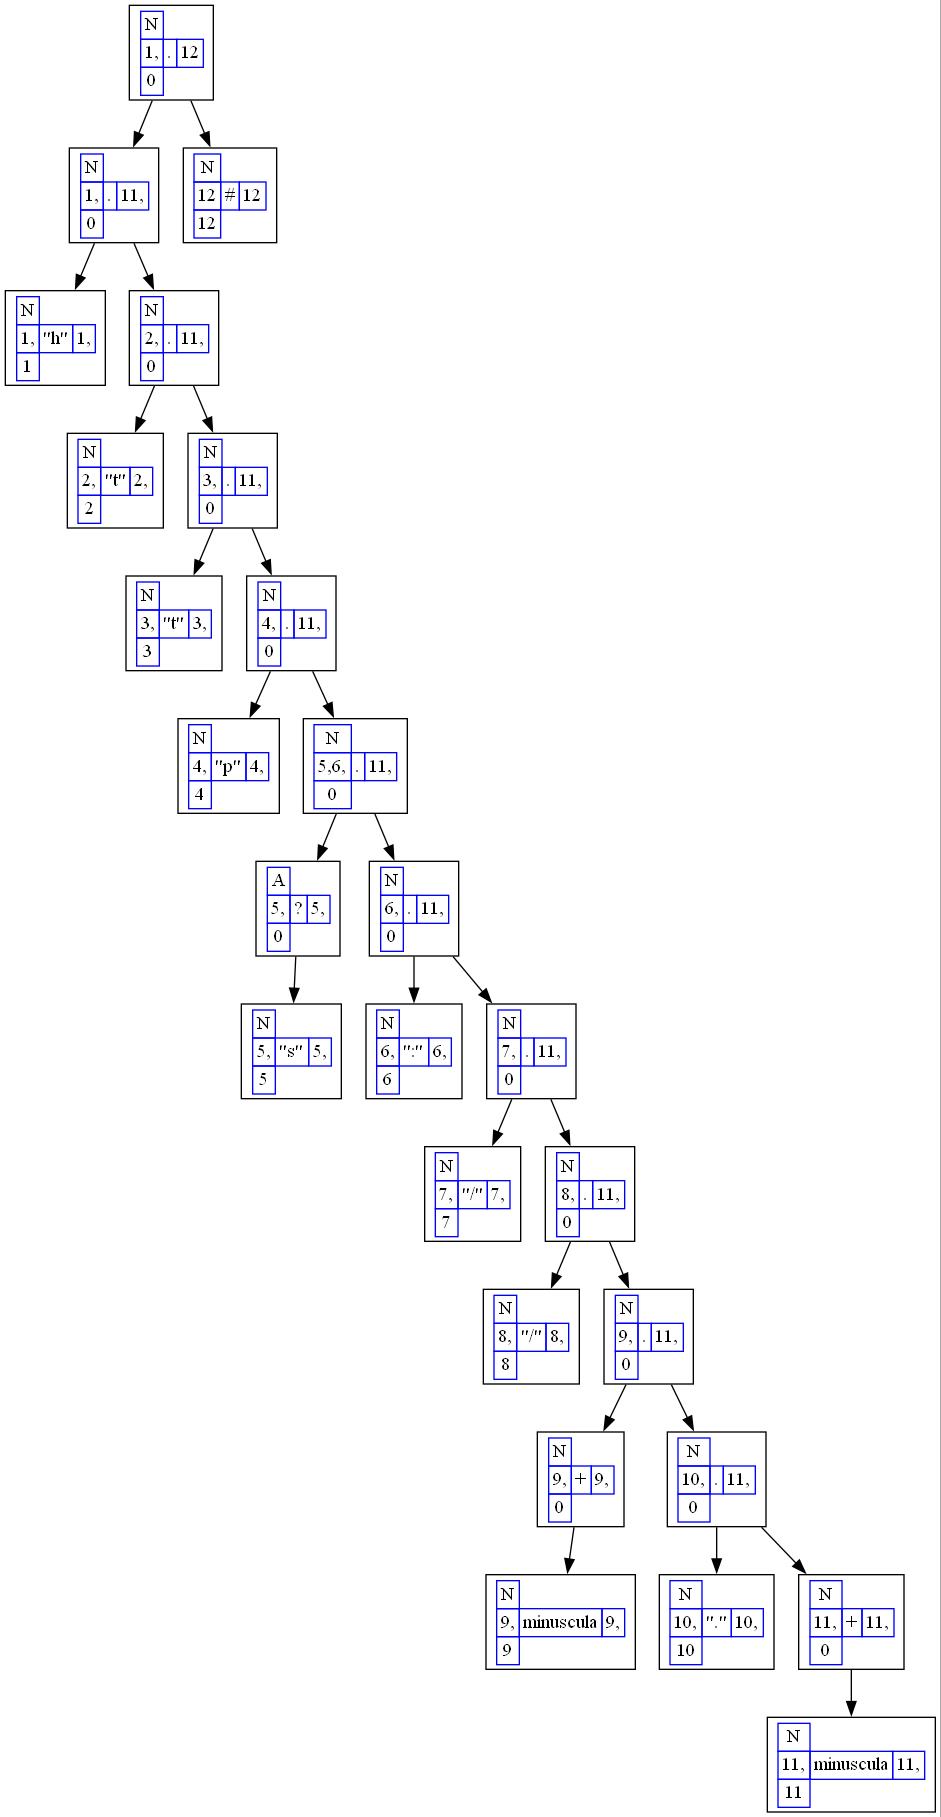 N
1, . 12
0
N
1, . 11,
0
N
12 # 12
12
N
1, "h" 1,
1
N
2, . 11,
0
N
2, "t" 2,
2
N
3, . 11,
0
N
3, "t" 3,
3
N
4, . 11,
0
N
4, "p" 4,
4
N
5,6, . 11,
0
A
5, ? 5,
0
N
6, . 11,
0
N
5, "s" 5,
5
N
6, ":" 6,
6
N
7, . 11,
0
N
7, "/" 7,
7
N
8, . 11,
0
N
8, "/" 8,
8
N
9, . 11,
0
N
9, + 9,
0
N
10, . 11,
0
N
9, minuscula 9,
9
N
10, "." 10,
10
N
11, + 11,
0
N
11, minuscula 11,
11